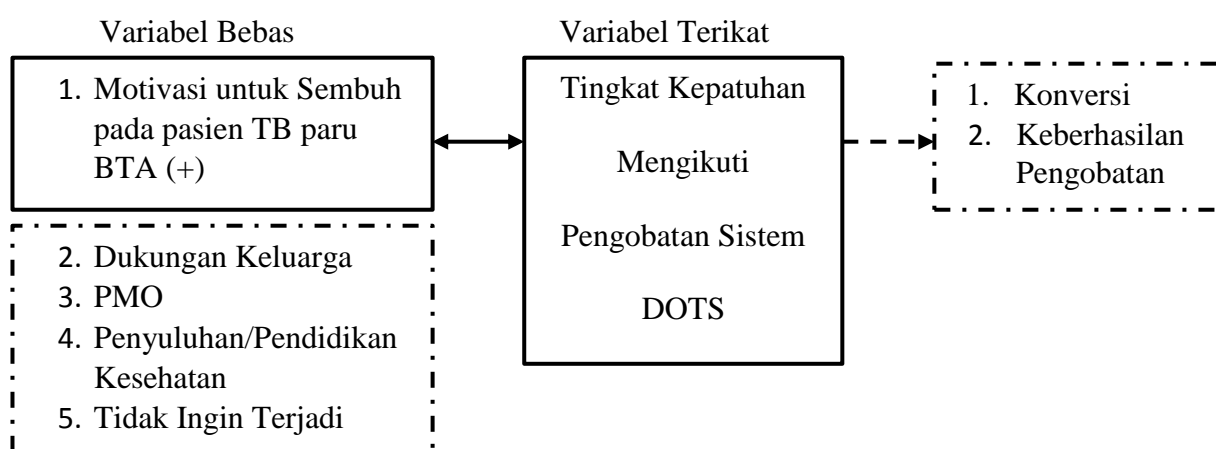 Variabel Bebas
1. Motivasi untuk Sembuh
pada pasien TB paru
BTA (+)
2. Dukungan Keluarga
3. PMO
4. Penyuluhan/Pendidikan
Kesehatan
5. Tidak Ingin Terjadi
Variabel Terikat
Tingkat Kepatuhan
Mengikuti
Pengobatan Sistem
DOTS
1. Konversi
2. Keberhasilan
Pengobatan